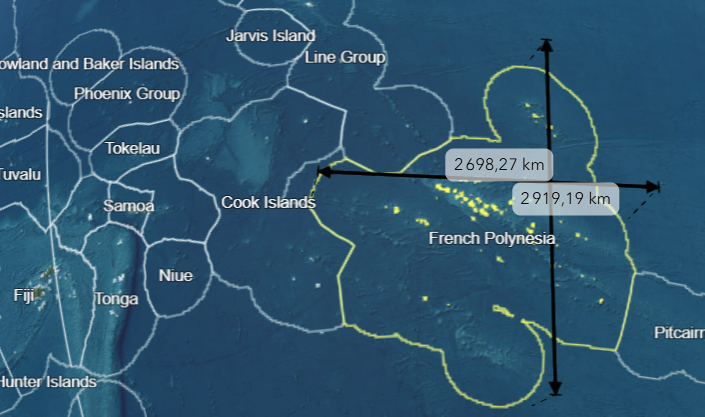 Jarvis Island
Line Group
owland and Baker Islands
Phoenix Group
slands
Tokelau
2 698,27 km
Tuvalu
2 919,19 km
Samoa
Cook Islands
French Polynesia
Niue
Fiji
Tonga
Pitcairn
Hunter Islands